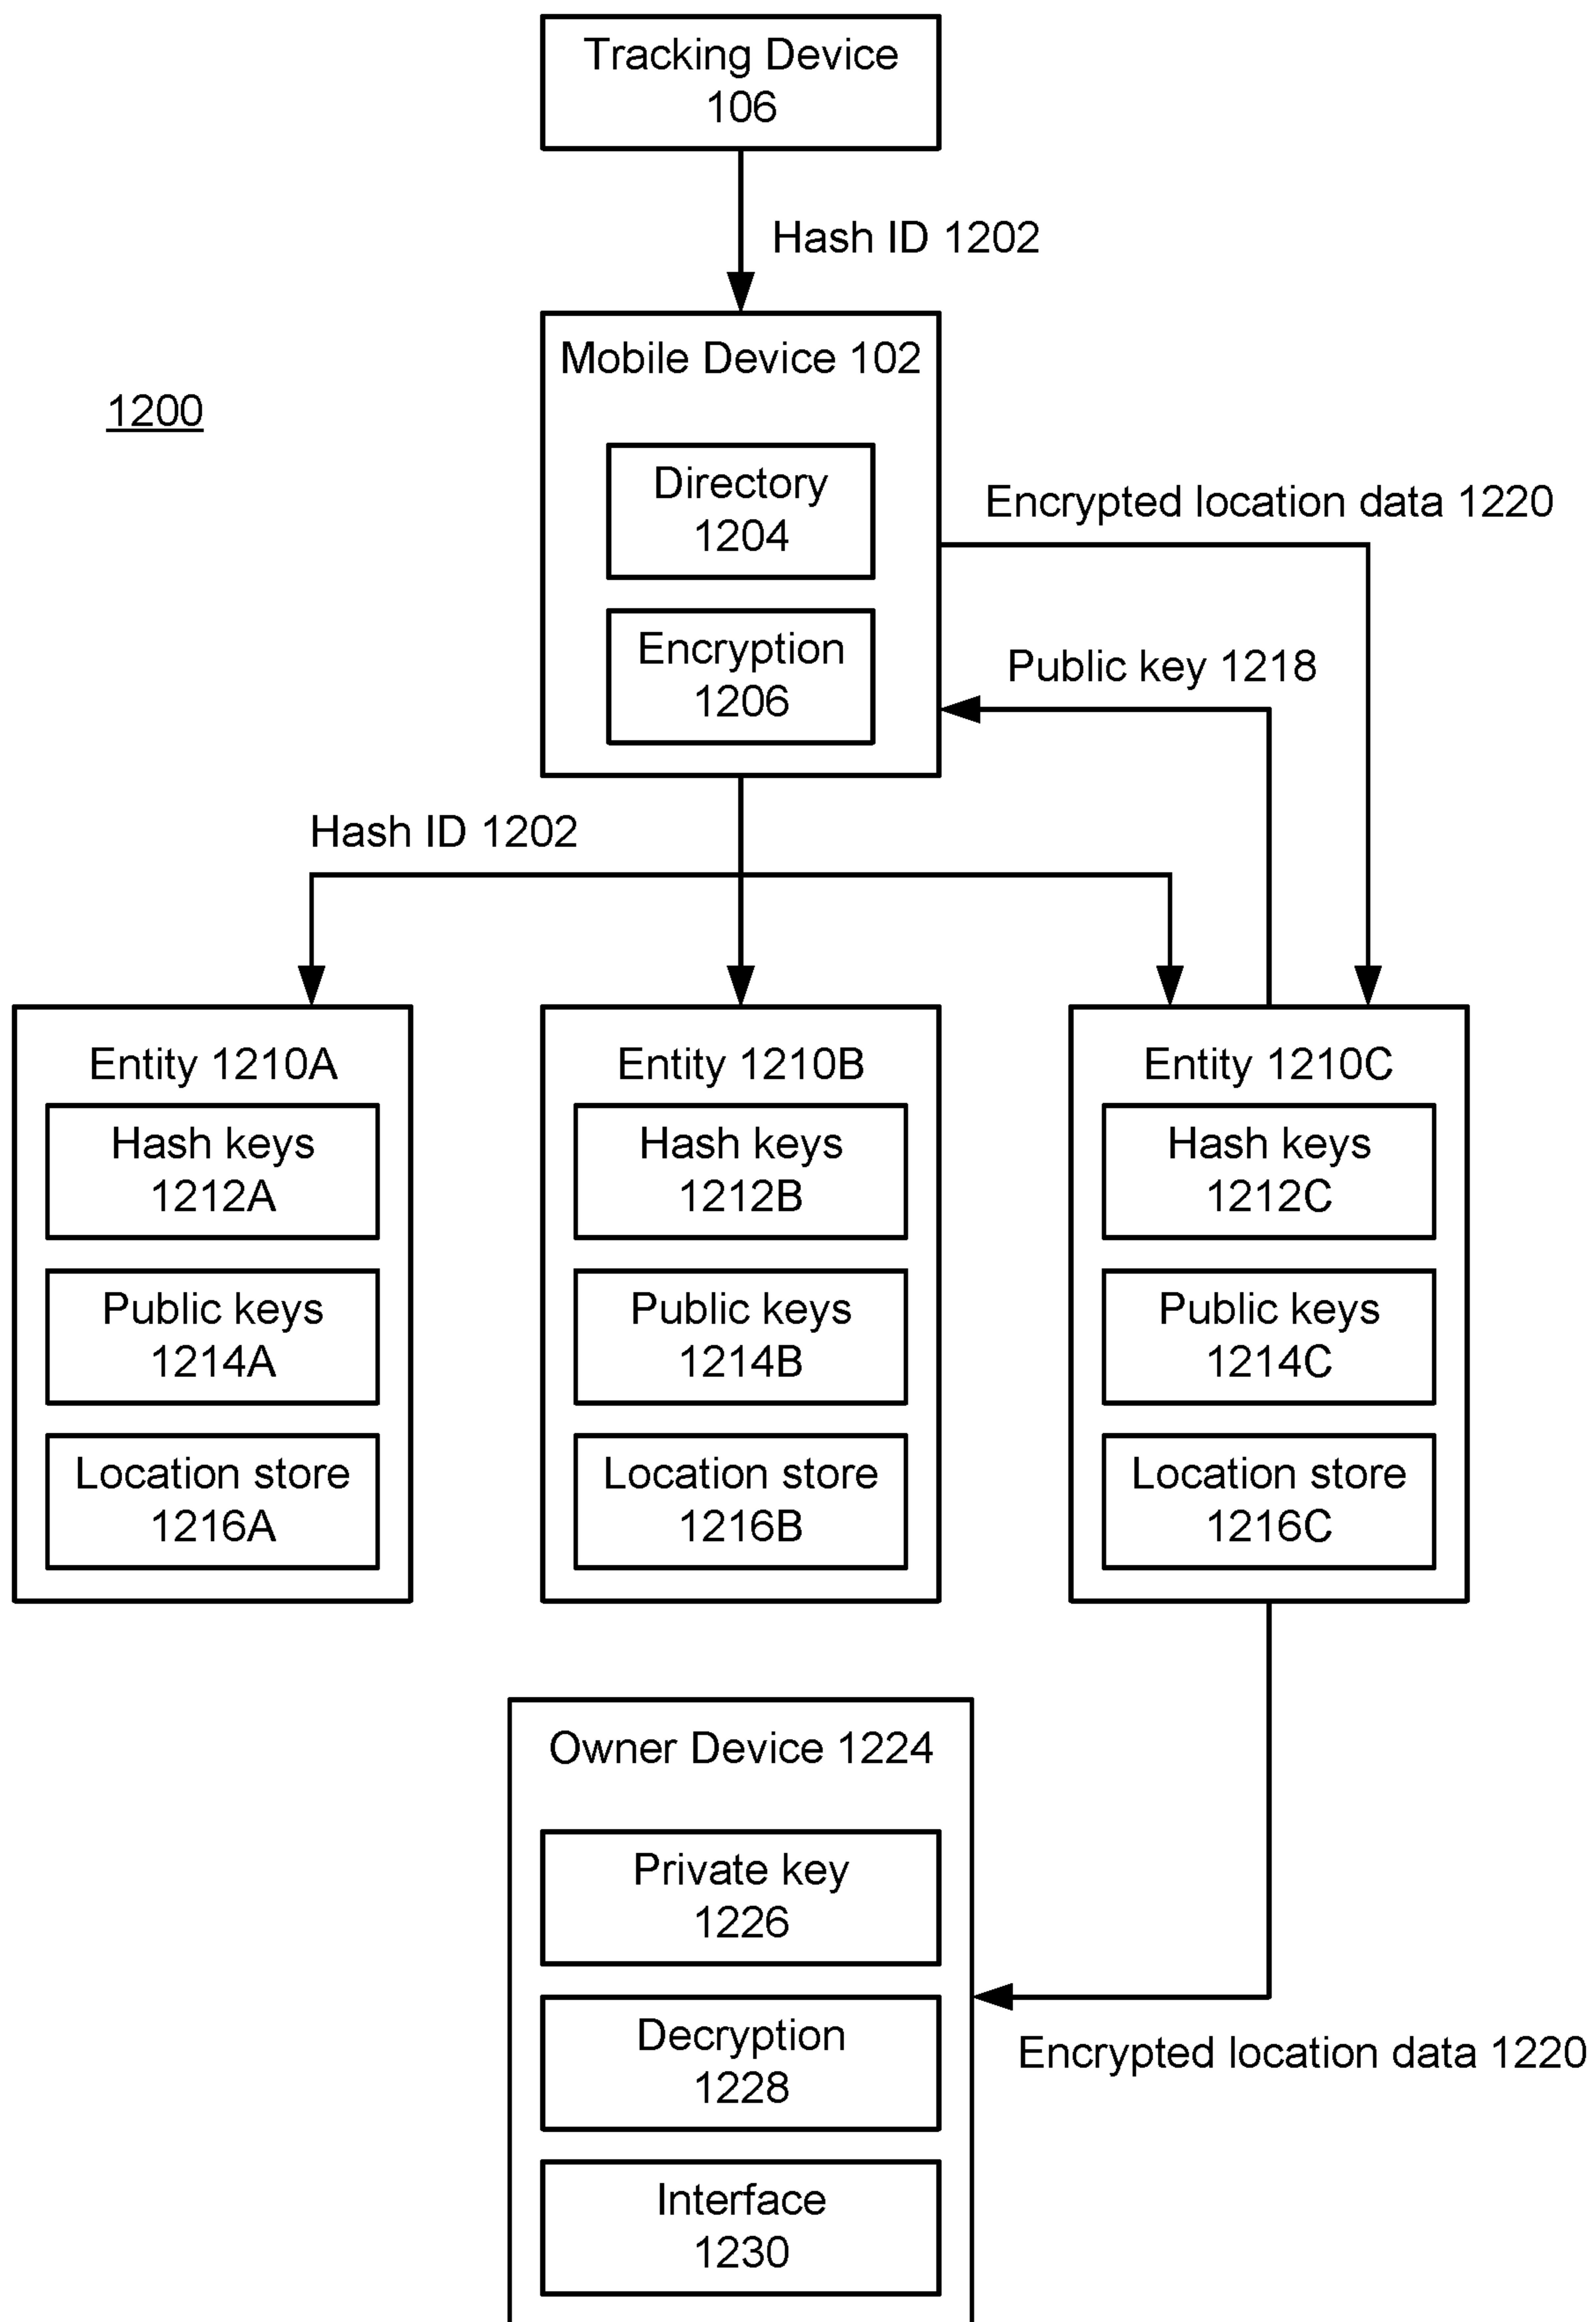 Tracking Device
106
Hash ID 1202
Mobile Device 102
1200
Directory
1204
Encrypted location data 1220
Encryption
1206
Public key 1218
Hash ID 1202
Entity 1210A
Hash keys
1212A
Public keys
1214A
Location store
1216A
Entity 1210B
Hash keys
1212B
Public keys
1214B
Location store
1216B
Entity 1210C
Hash keys
1212C
Public keys
1214C
Location store
1216C
Owner Device 1224
Private key
1226
Decryption
1228
Encrypted location data 1220
Interface
1230